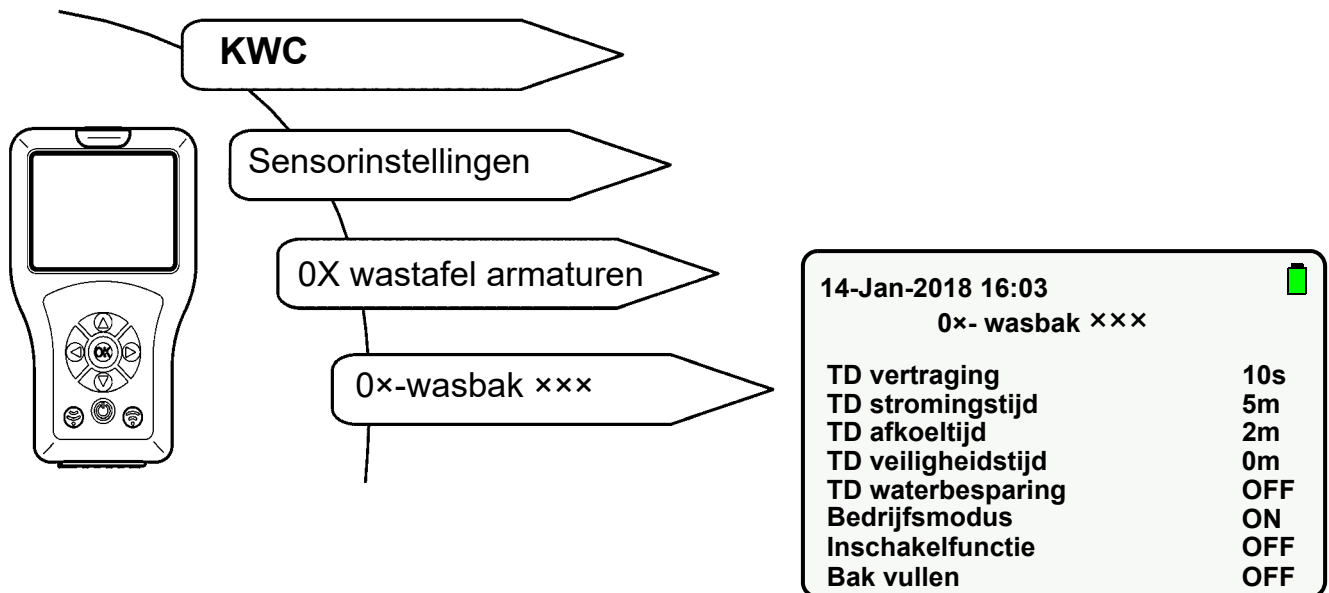 KWC
Sensorinstellingen
0X wastafel armaturen
0×-wasbak ×××
OK
14-Jan-2018 16:03
0×- wasbak ×××
TD vertraging 10s
TD stromingstijd 5m
TD afkoeltijd 2m
TD veiligheidstijd 0m
TD waterbesparing OFF
Bedrijfsmodus ON
Inschakelfunctie OFF
Bak vullen OFF